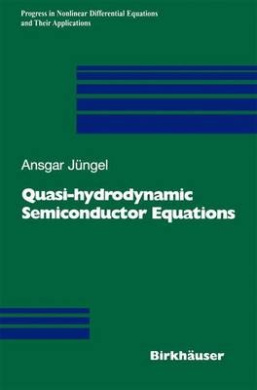 Progress in Nonlinear Differential Equations
and Their Applications
Ansgar Jüngel
Quasi-hydrodynamic
Semiconductor Equations
Birkhäuser